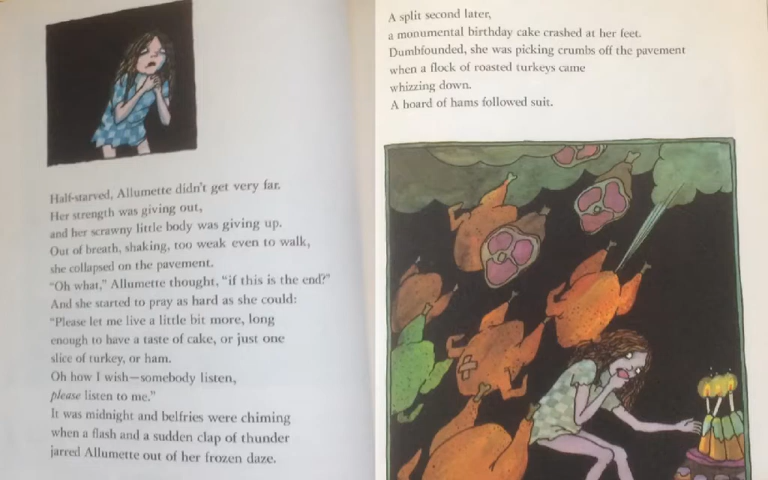 Half-starved, Allumette didn't get very far.
Her strength was giving out,
and her scrawny little body was giving up.
Out of breath, shaking, too weak even to walk,
she collapsed on the pavement.
"Oh what," Allumette thought, "if this is the end?"
And she started to pray as hard as she could:
"Please let me live a little bit more, long
enough to have a taste of cake, or just one
slice of turkey, or ham.
Oh how I wish—somebody listen,
please listen to me."
It was midnight and belfries were chiming
when a flash and a sudden clap of thunder
jarred Allumette out of her frozen daze.
A split second later,
a monumental birthday cake crashed at her feet.
Dumbfounded, she was picking crumbs off the pavement
when a flock of roasted turkeys came
whizzing down.
A hoard of hams followed suit.